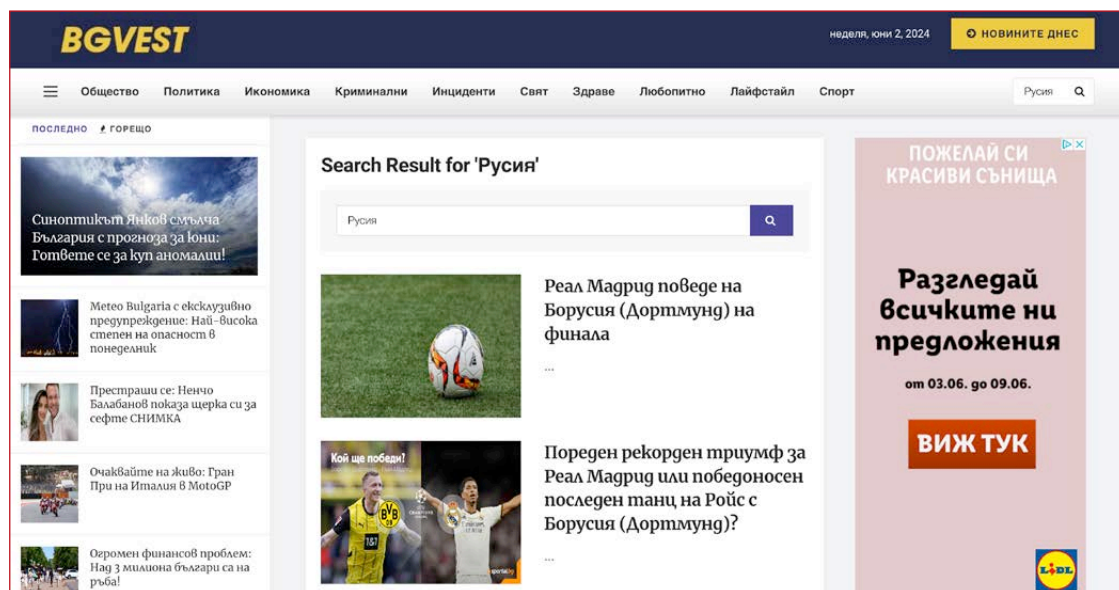 BGVEST
неделя, юни 2, 2024
НОВИНИТЕ ДНЕС
Общество Политика Икономика Криминални Инциденти Свят Здраве Любопитно Лайфстайл Спорт
Русия
ПОСЛЕДНО ГОРЕЩО
Синоптикът Янков смълча
България с прогноза за юни:
Гответе се за куп аномалии!
Meteo Bulgaria с ексклузивно
предупреждение: Най-висока
степен на опасност в
понеделник
Престраши се: Ненчо
Балабанов показа щерка си за
сефте СНИМКА
Очаквайте на живо: Гран
При на Италия в MotoGP
Огромен финансов проблем:
Над 3 милиона българи са на
ръба!
Search Result for 'Русия'
Русия
Реал Мадрид поведе на
Борусия (Дортмунд) на
финала
...
Кой ще победи?
BVB
09
Пореден рекорден триумф за
Реал Мадрид или победоносен
последен танц на Ройс с
Борусия (Дортмунд)?
...
ПОЖЕЛАЙ СИ
КРАСИВИ СЪНИЩА
Разгледай
всичките ни
предложения
от 03.06. до 09.06.
ВИЖ ТУК
LIDL